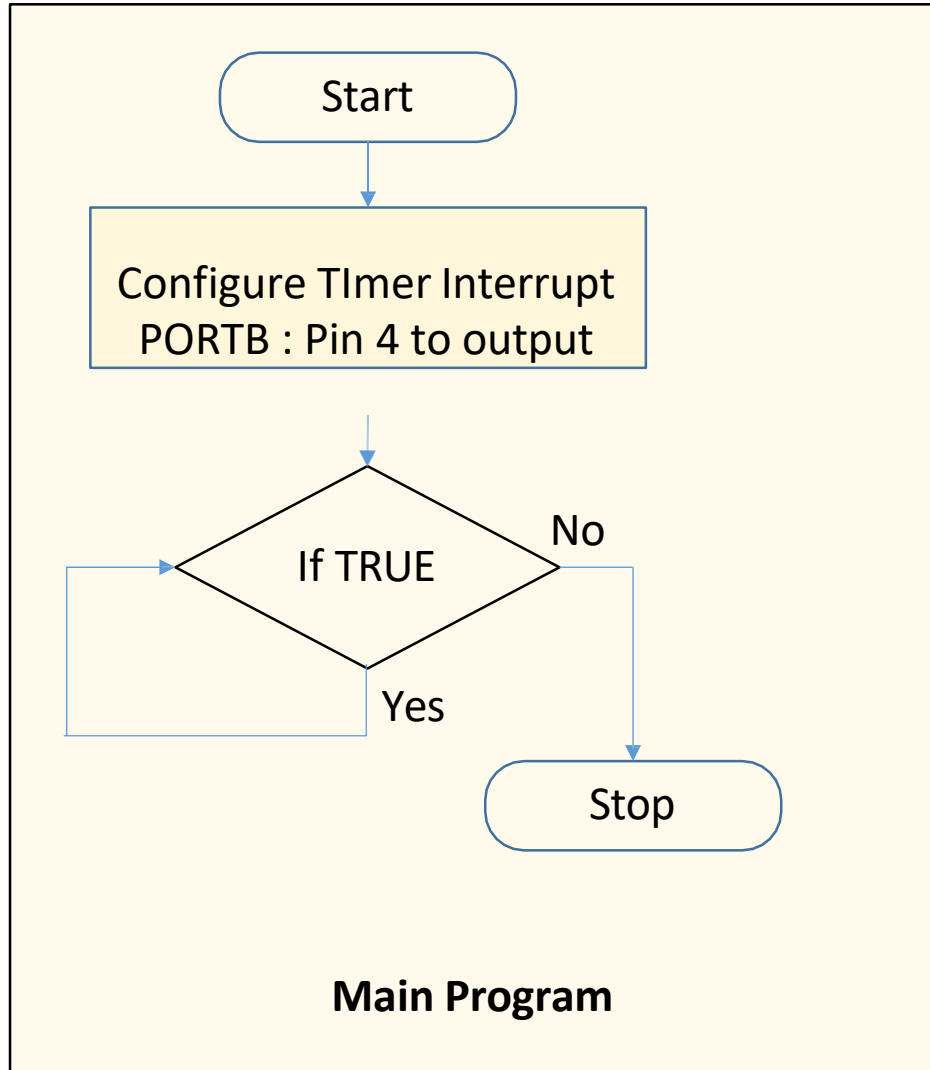 Start
Configure TImer Interrupt
PORTB : Pin 4 to output
If TRUE
No
Yes
Stop
Main Program